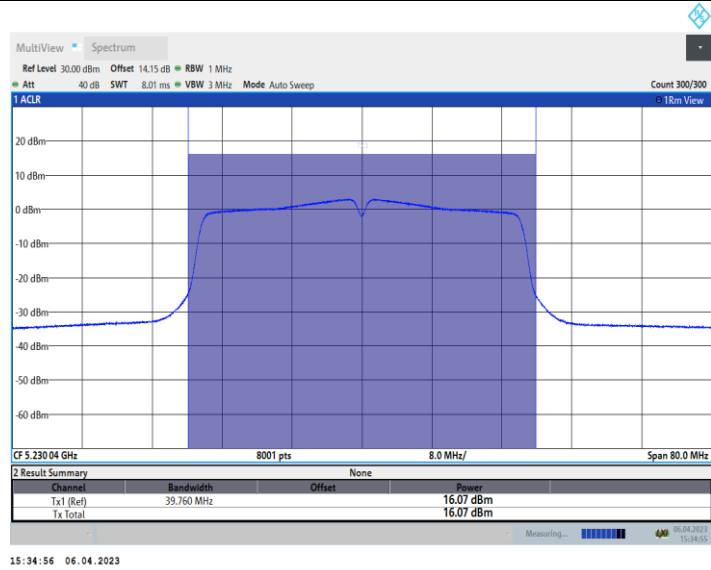 MultiView Spectrum
Ref Level 30.00 dBm Offset 14.15 dB RBW 1 MHz
Att 40 dB SWT 8.01 ms VBW 3 MHz Mode Auto Sweep Count 300/300
1 ACLR 1Rm View
20 dBm
10 dBm
0 dBm
-10 dBm
-20 dBm
-30 dBm
-40 dBm
-50 dBm
-60 dBm
CF 5.230 04 GHz 8001 pts 8.0 MHz/ Span 80.0 MHz
2 Result Summary None
Channel Bandwidth Offset Power
Tx1 (Ref) 39.760 MHz 16.07 dBm
Tx Total 16.07 dBm
Measuring... 06.04.2023
15:34:55
15:34:56 06.04.2023